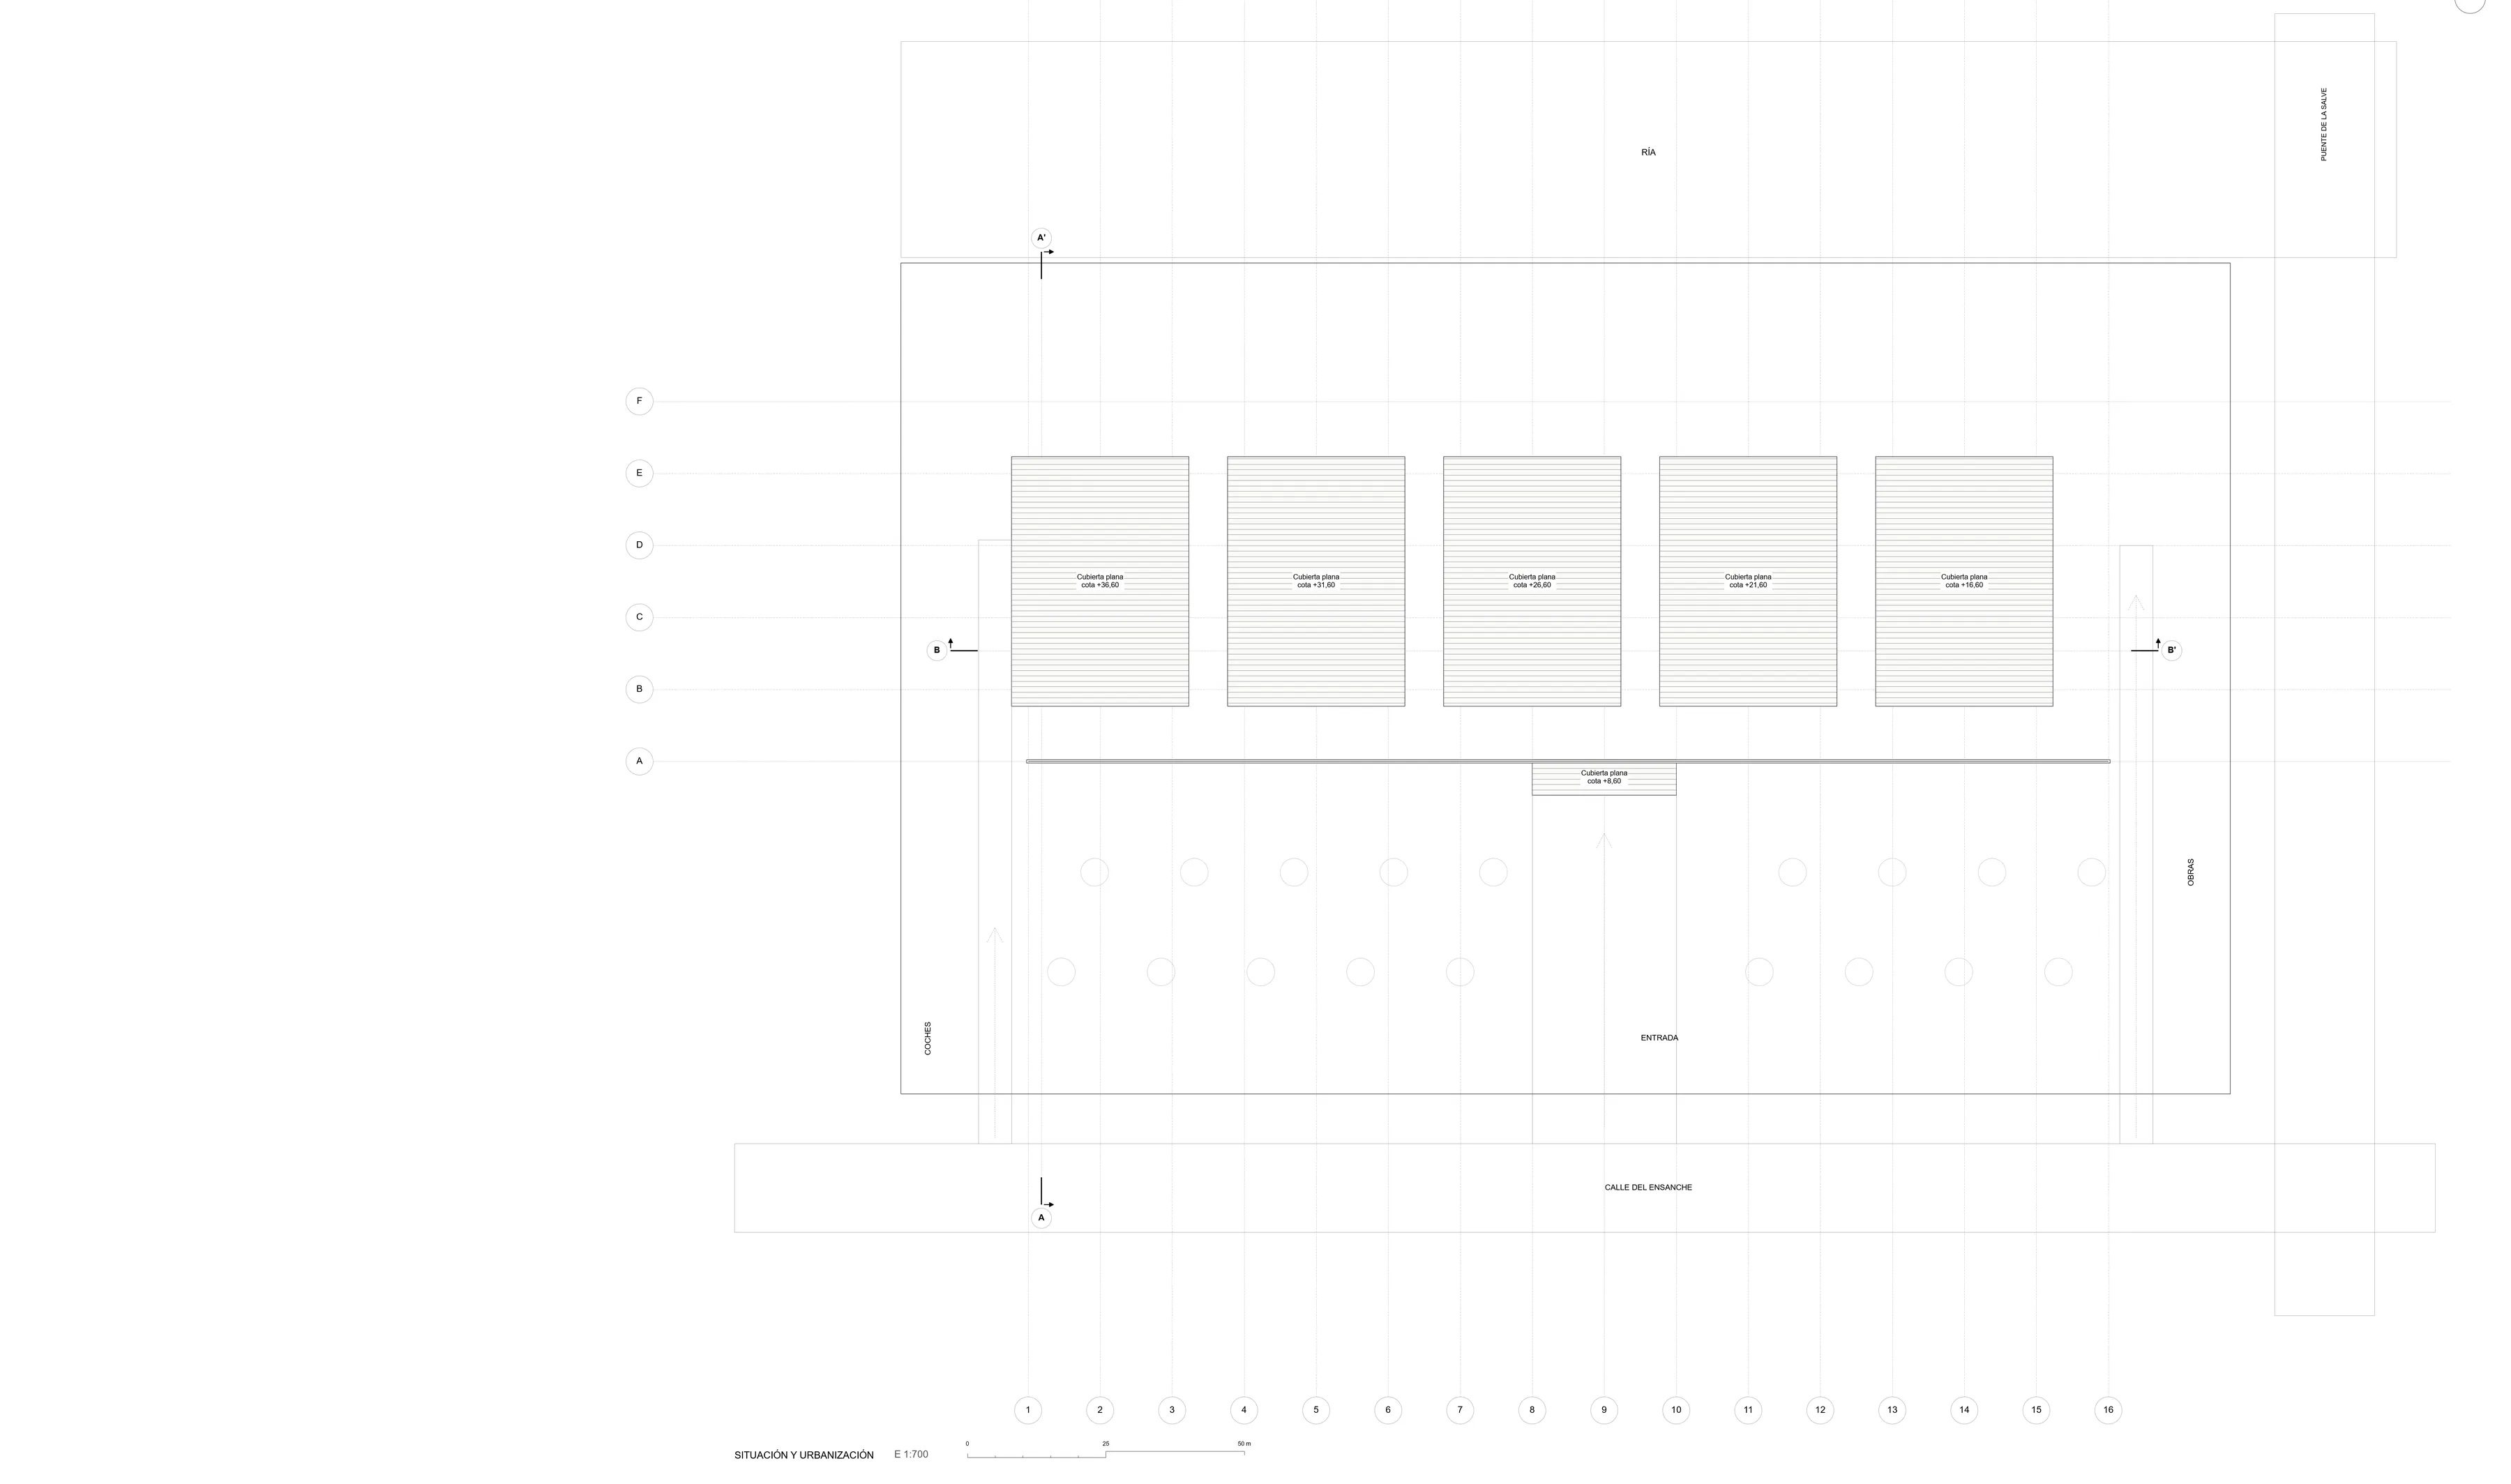 PUENTE DE LA SALVE
RÍA
A'
F
E
D
Cubierta plana
cota +36,60
Cubierta plana
cota +31,60
Cubierta plana
cota +26,60
Cubierta plana
cota +21,60
Cubierta plana
cota +16,60
C
B
B'
B
A
Cubierta plana
cota +8,60
OBRAS
COCHES
ENTRADA
CALLE DEL ENSANCHE
A
1 2 3 4 5 6 7 8 9 10 11 12 13 14 15 16
0 25 50 m
SITUACIÓN Y URBANIZACIÓN E 1:700